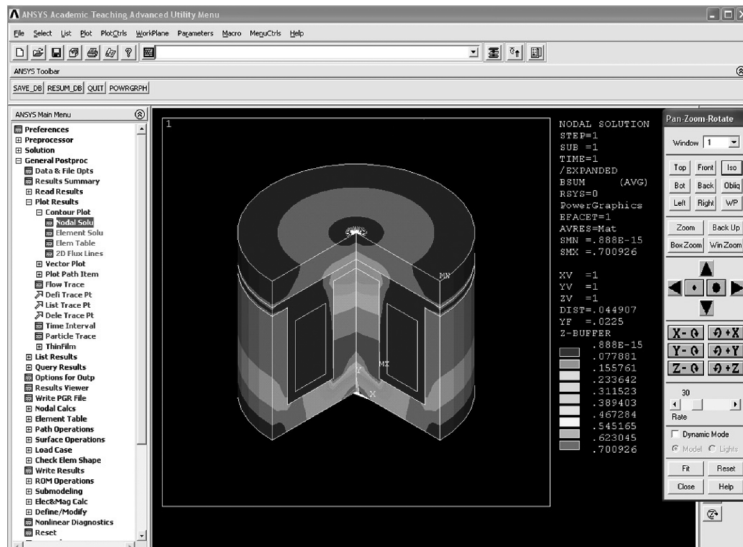 ANSYS Academic Teaching Advanced Utility Menu
File Select List Plot PlotCtrls WorkPlane Parameters Macro MenuCtrls Help
ANSYS Toolbar
SAVE_DB RESUM_DB QUIT POWRGRPH
ANSYS Main Menu
Preferences
Preprocessor
Solution
General Postproc
Data & File Opts
Results Summary
Read Results
Plot Results
Contour Plot
Nodal Solu
Element Solu
Elem Table
2D Flux Lines
Vector Plot
Plot Path Item
Flow Trace
Defi Trace Pt
List Trace Pt
Dele Trace Pt
Time Interval
Particle Trace
ThinFilm
List Results
Query Results
Options for Outp
Results Viewer
Write PGR File
Nodal Calcs
Element Table
Path Operations
Surface Operations
Load Case
Check Elem Shape
Write Results
ROM Operations
Submodeling
Elec&Mag Calc
Define/Modify
Nonlinear Diagnostics
Reset
1
MN
MX
X
NODAL SOLUTION
STEP=1
SUB =1
TIME=1
/EXPANDED
BSUM (AVG)
RSYS=0
PowerGraphics
EFACET=1
AVRES=Mat
SMN =.888E-15
SMX =.700926
XV =1
YV =1
ZV =1
DIST=.044907
YF =.0225
Z-BUFFER
.888E-15
.077881
.155761
.233642
.311523
.389403
.467284
.545165
.623045
.700926
Pan-Zoom-Rotate
Window 1
Top Front Iso
Bot Back Obliq
Left Right WP
Zoom Back Up
Box Zoom Win Zoom
X- +X
Y- +Y
Z- +Z
30
Rate
Dynamic Mode
Model Lights
Fit Reset
Close Help